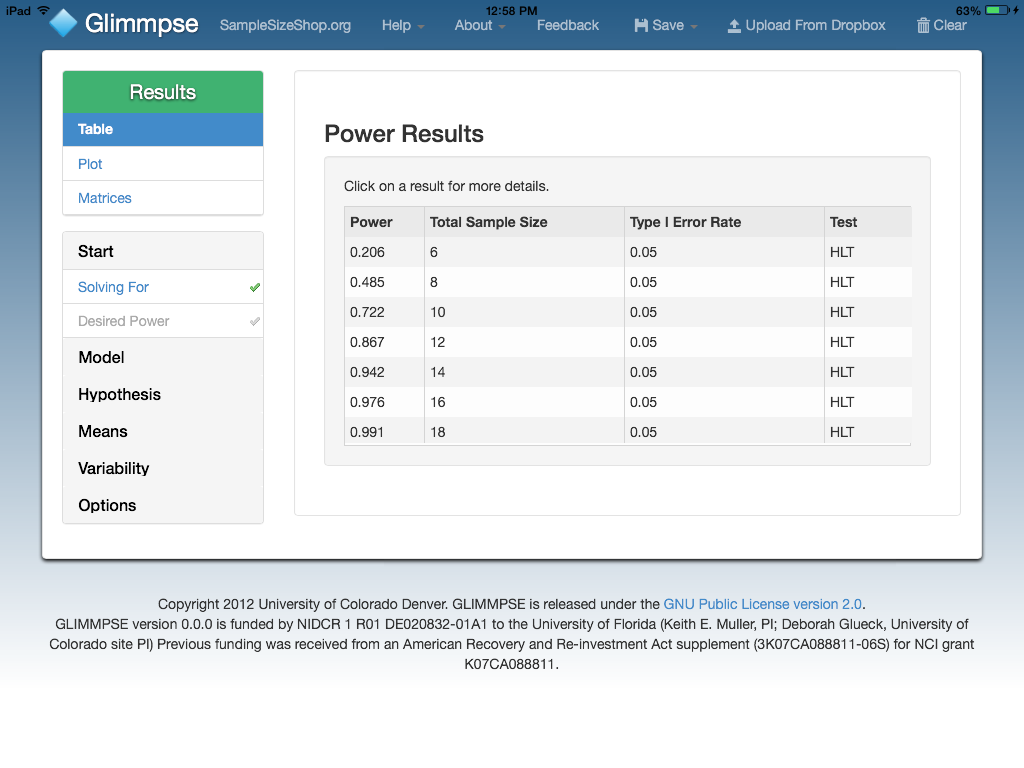 iPad 12:58 PM 63%
Glimmpse SampleSizeShop.org Help About Feedback Save Upload From Dropbox Clear
Results
Table
Plot
Matrices
Start
Solving For
Desired Power
Model
Hypothesis
Means
Variability
Options
Power Results
Click on a result for more details.
Power Total Sample Size Type I Error Rate Test
0.206 6 0.05 HLT
0.485 8 0.05 HLT
0.722 10 0.05 HLT
0.867 12 0.05 HLT
0.942 14 0.05 HLT
0.976 16 0.05 HLT
0.991 18 0.05 HLT
Copyright 2012 University of Colorado Denver. GLIMMPSE is released under the GNU Public License version 2.0.
GLIMMPSE version 0.0.0 is funded by NIDCR 1 R01 DE020832-01A1 to the University of Florida (Keith E. Muller, PI; Deborah Glueck, University of
Colorado site PI) Previous funding was received from an American Recovery and Re-investment Act supplement (3K07CA088811-06S) for NCI grant
K07CA088811.